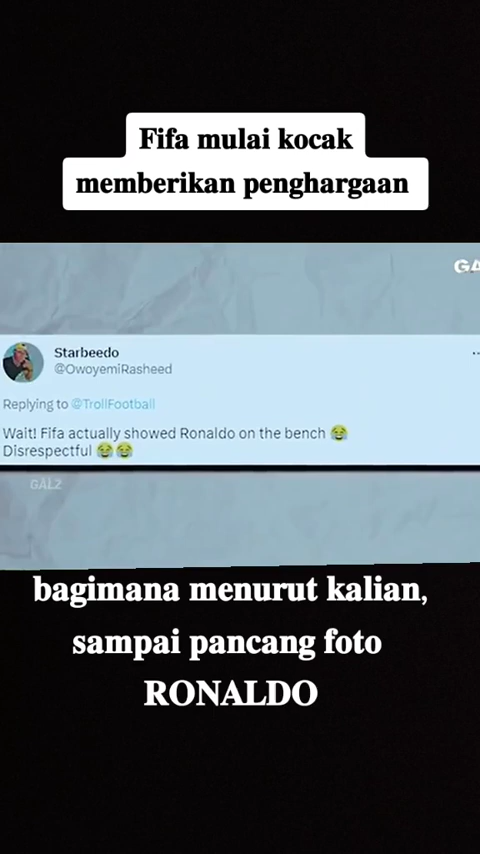 Fifa mulai kocak
memberikan penghargaan
GA
Starbeedo
@OwoyemiRasheed
Replying to @TrollFootball
Wait! Fifa actually showed Ronaldo on the bench 😭
Disrespectful 😭😭
GÄLZ
bagimana menurut kalian,
sampai pancang foto
RONALDO